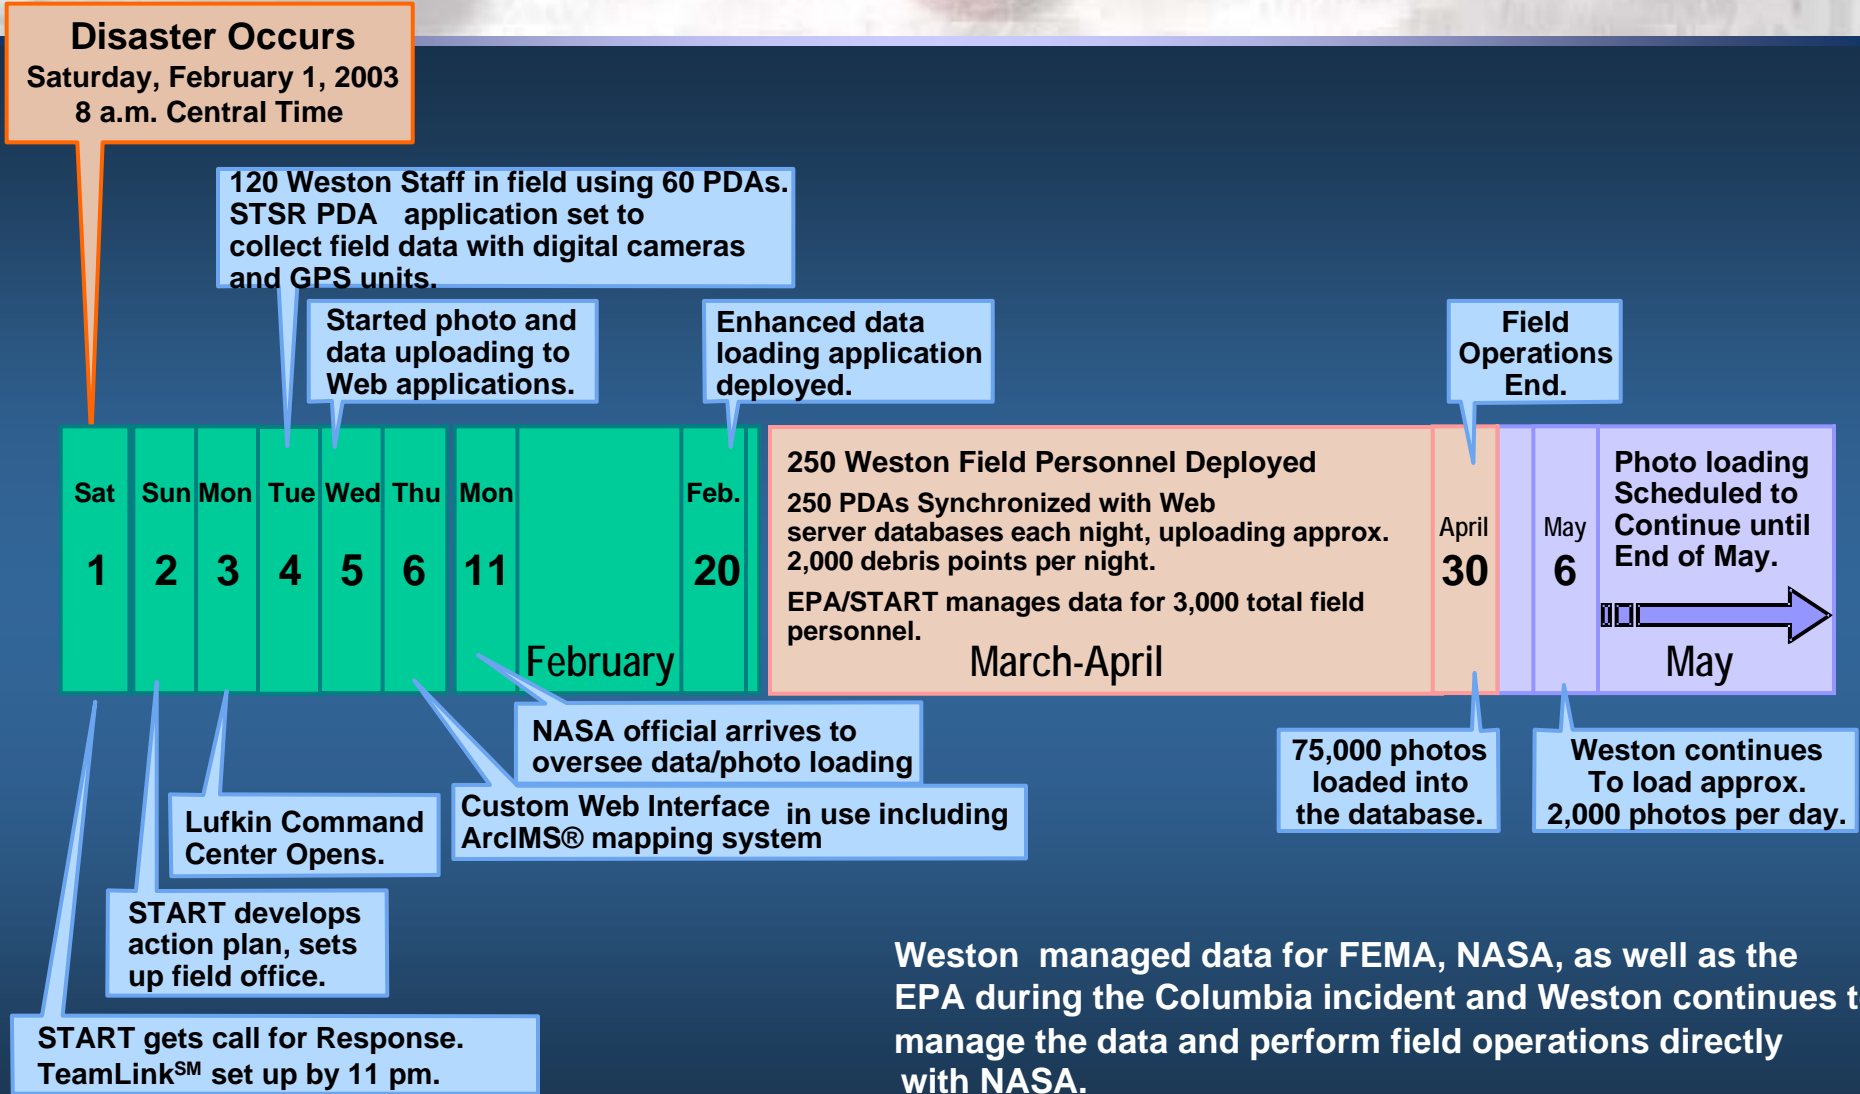 Disaster Occurs
Saturday, February 1, 2003
8 a.m. Central Time
120 Weston Staff in field using 60 PDAs.
STSR PDA application set to
collect field data with digital cameras
and GPS units.
Started photo and
data uploading to
Web applications.
Enhanced data
loading application
deployed.
Field
Operations
End.
Sat
1
Sun
2
Mon
3
Tue
4
Wed
5
Thu
6
Mon
11
February
Feb.
20
250 Weston Field Personnel Deployed
250 PDAs Synchronized with Web
server databases each night, uploading approx.
2,000 debris points per night.
EPA/START manages data for 3,000 total field
personnel.
March-April
April
30
May
6
Photo loading
Scheduled to
Continue until
End of May.
May
NASA official arrives to
oversee data/photo loading
Custom Web Interface in use including
ArcIMS® mapping system
Lufkin Command
Center Opens.
START develops
action plan, sets
up field office.
START gets call for Response.
TeamLinkSM set up by 11 pm.
75,000 photos
loaded into
the database.
Weston continues
To load approx.
2,000 photos per day.
Weston managed data for FEMA, NASA, as well as the
EPA during the Columbia incident and Weston continues t
manage the data and perform field operations directly
with NASA.